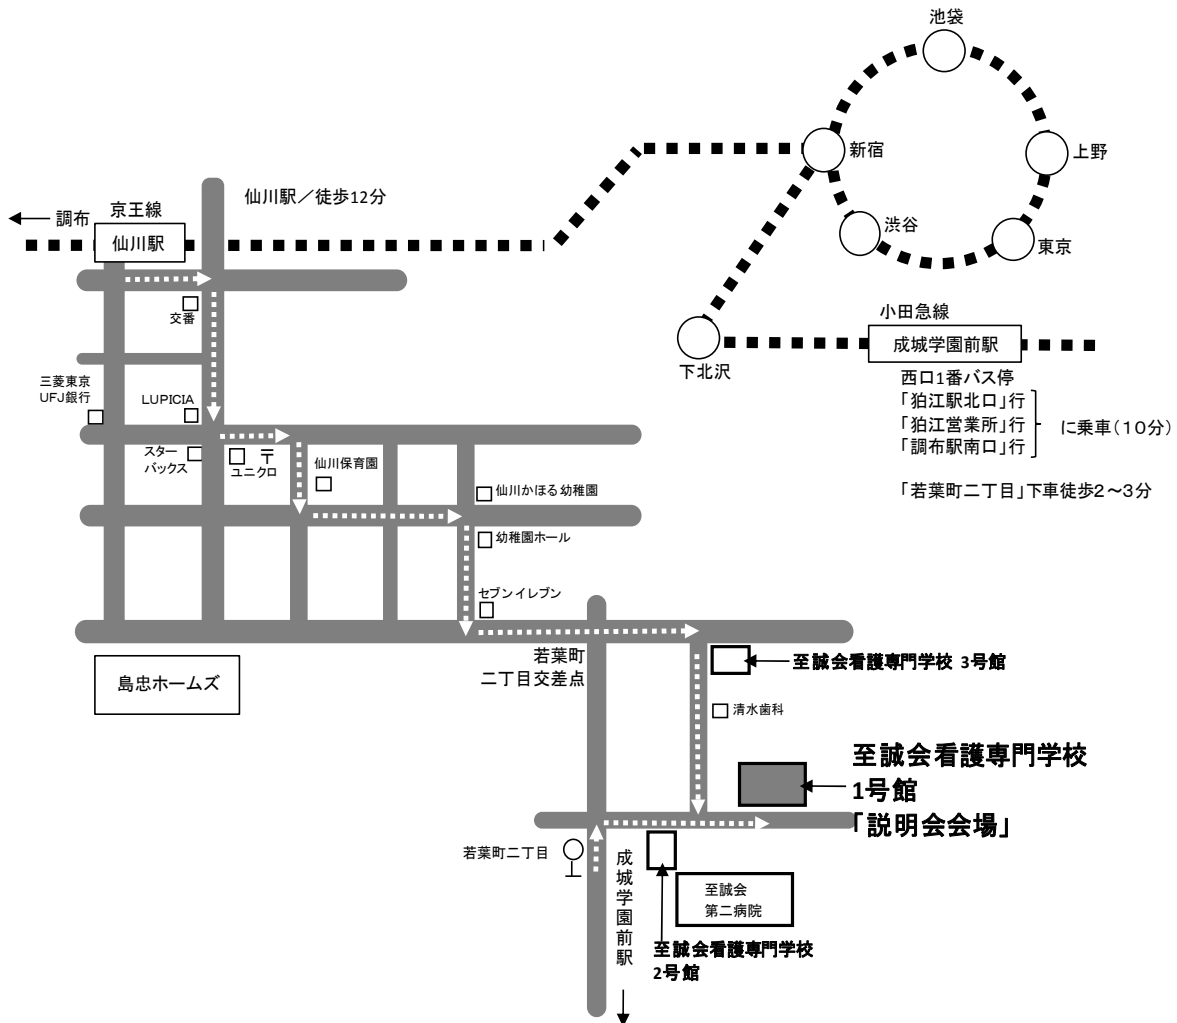 池袋
新宿
上野
渋谷
東京
仙川駅／徒歩12分
京王線
調布
仙川駅
小田急線
成城学園前駅
下北沢
西口1番バス停
「狛江駅北口」行
「狛江営業所」行
「調布駅南口」行
に乗車（１０分）
「若葉町二丁目」下車徒歩２～３分
交番
三菱東京
UFJ銀行
LUPICIA
スター
バックス
〒
ユニクロ
仙川保育園
仙川かほる幼稚園
幼稚園ホール
セブンイレブン
若葉町
二丁目交差点
島忠ホームズ
至誠会看護専門学校 3号館
清水歯科
至誠会看護専門学校
1号館
「説明会会場」
若葉町二丁目
成城学園前駅
至誠会
第二病院
至誠会看護専門学校
2号館